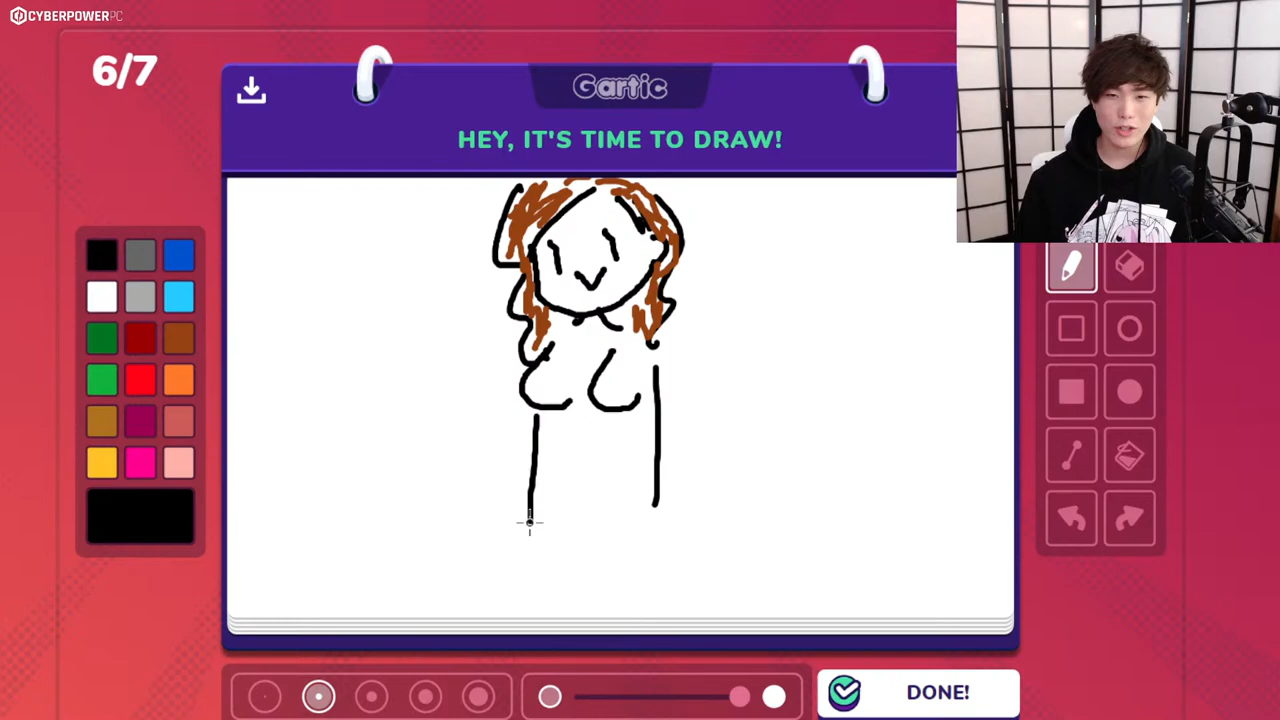 CYBERPOWERPC
6/7
Gartic
HEY, IT'S TIME TO DRAW!
DONE!